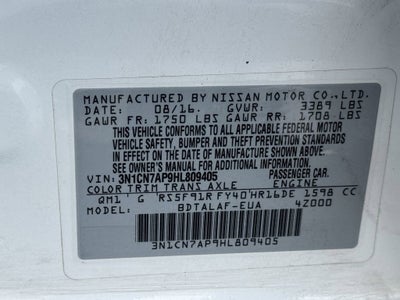 MANUFACTURED BY NISSAN MOTOR CO., LTD.
DATE: 08/16. GVWR: 3389 LBS
GAWR FR: 1750 LBS GAWR RR: 1708 LBS
THIS VEHICLE CONFORMS TO ALL APPLICABLE FEDERAL MOTOR
VEHICLE SAFETY, BUMPER AND THEFT PREVENTION STANDARDS
IN EFFECT ON THE DATE OF MANUFACTURE SHOWN ABOVE.
SEE OWNER'S MANUAL FOR ADDITIONAL INFORMATION.
VIN: 3N1CN7AP9HL809405 PASSENGER CAR.
COLOR TRIM TRANS AXLE ENGINE
QM1 ' G ' RS5F91R FY40'HR16DE 1598 CC
MODEL: BDTALAF-EUA 4Z000
3N1CN7AP9HL809405